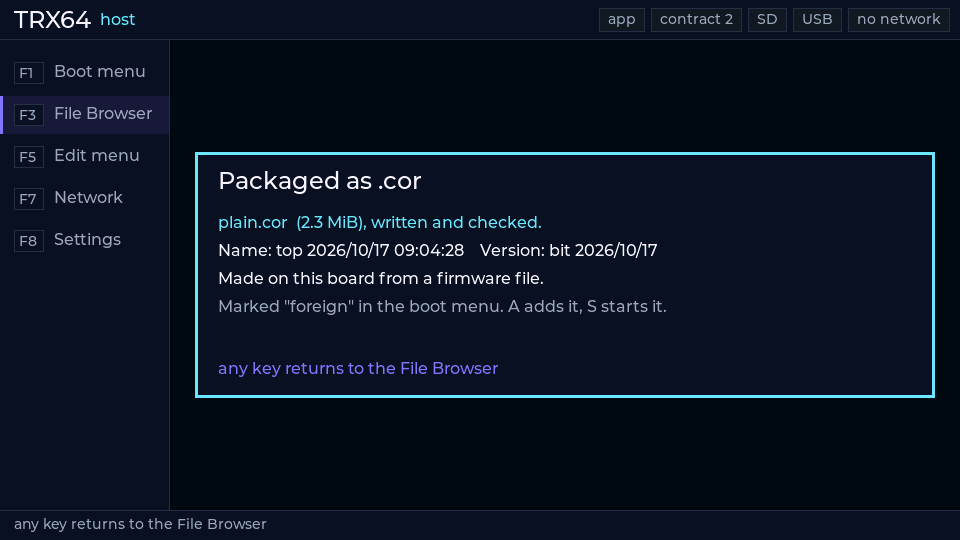 TRX64 host
app contract 2 SD USB no network
F1 Boot menu
F3 File Browser
F5 Edit menu
F7 Network
F8 Settings
Packaged as .cor
plain.cor (2.3 MiB), written and checked.
Name: top 2026/10/17 09:04:28 Version: bit 2026/10/17
Made on this board from a firmware file.
Marked "foreign" in the boot menu. A adds it, S starts it.
any key returns to the File Browser
any key returns to the File Browser